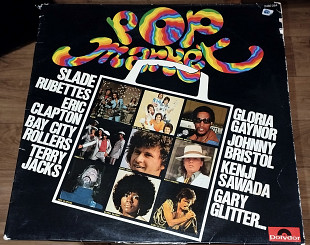 POP
market
SLADE
RUBETTES
ERIC
CLAPTON
BAY CITY
ROLLERS
TERRY
JACKS
GLORIA
GAYNOR
JOHNNY
BRISTOL
KENJI
SAWADA
GARY
GLITTER...
polydor